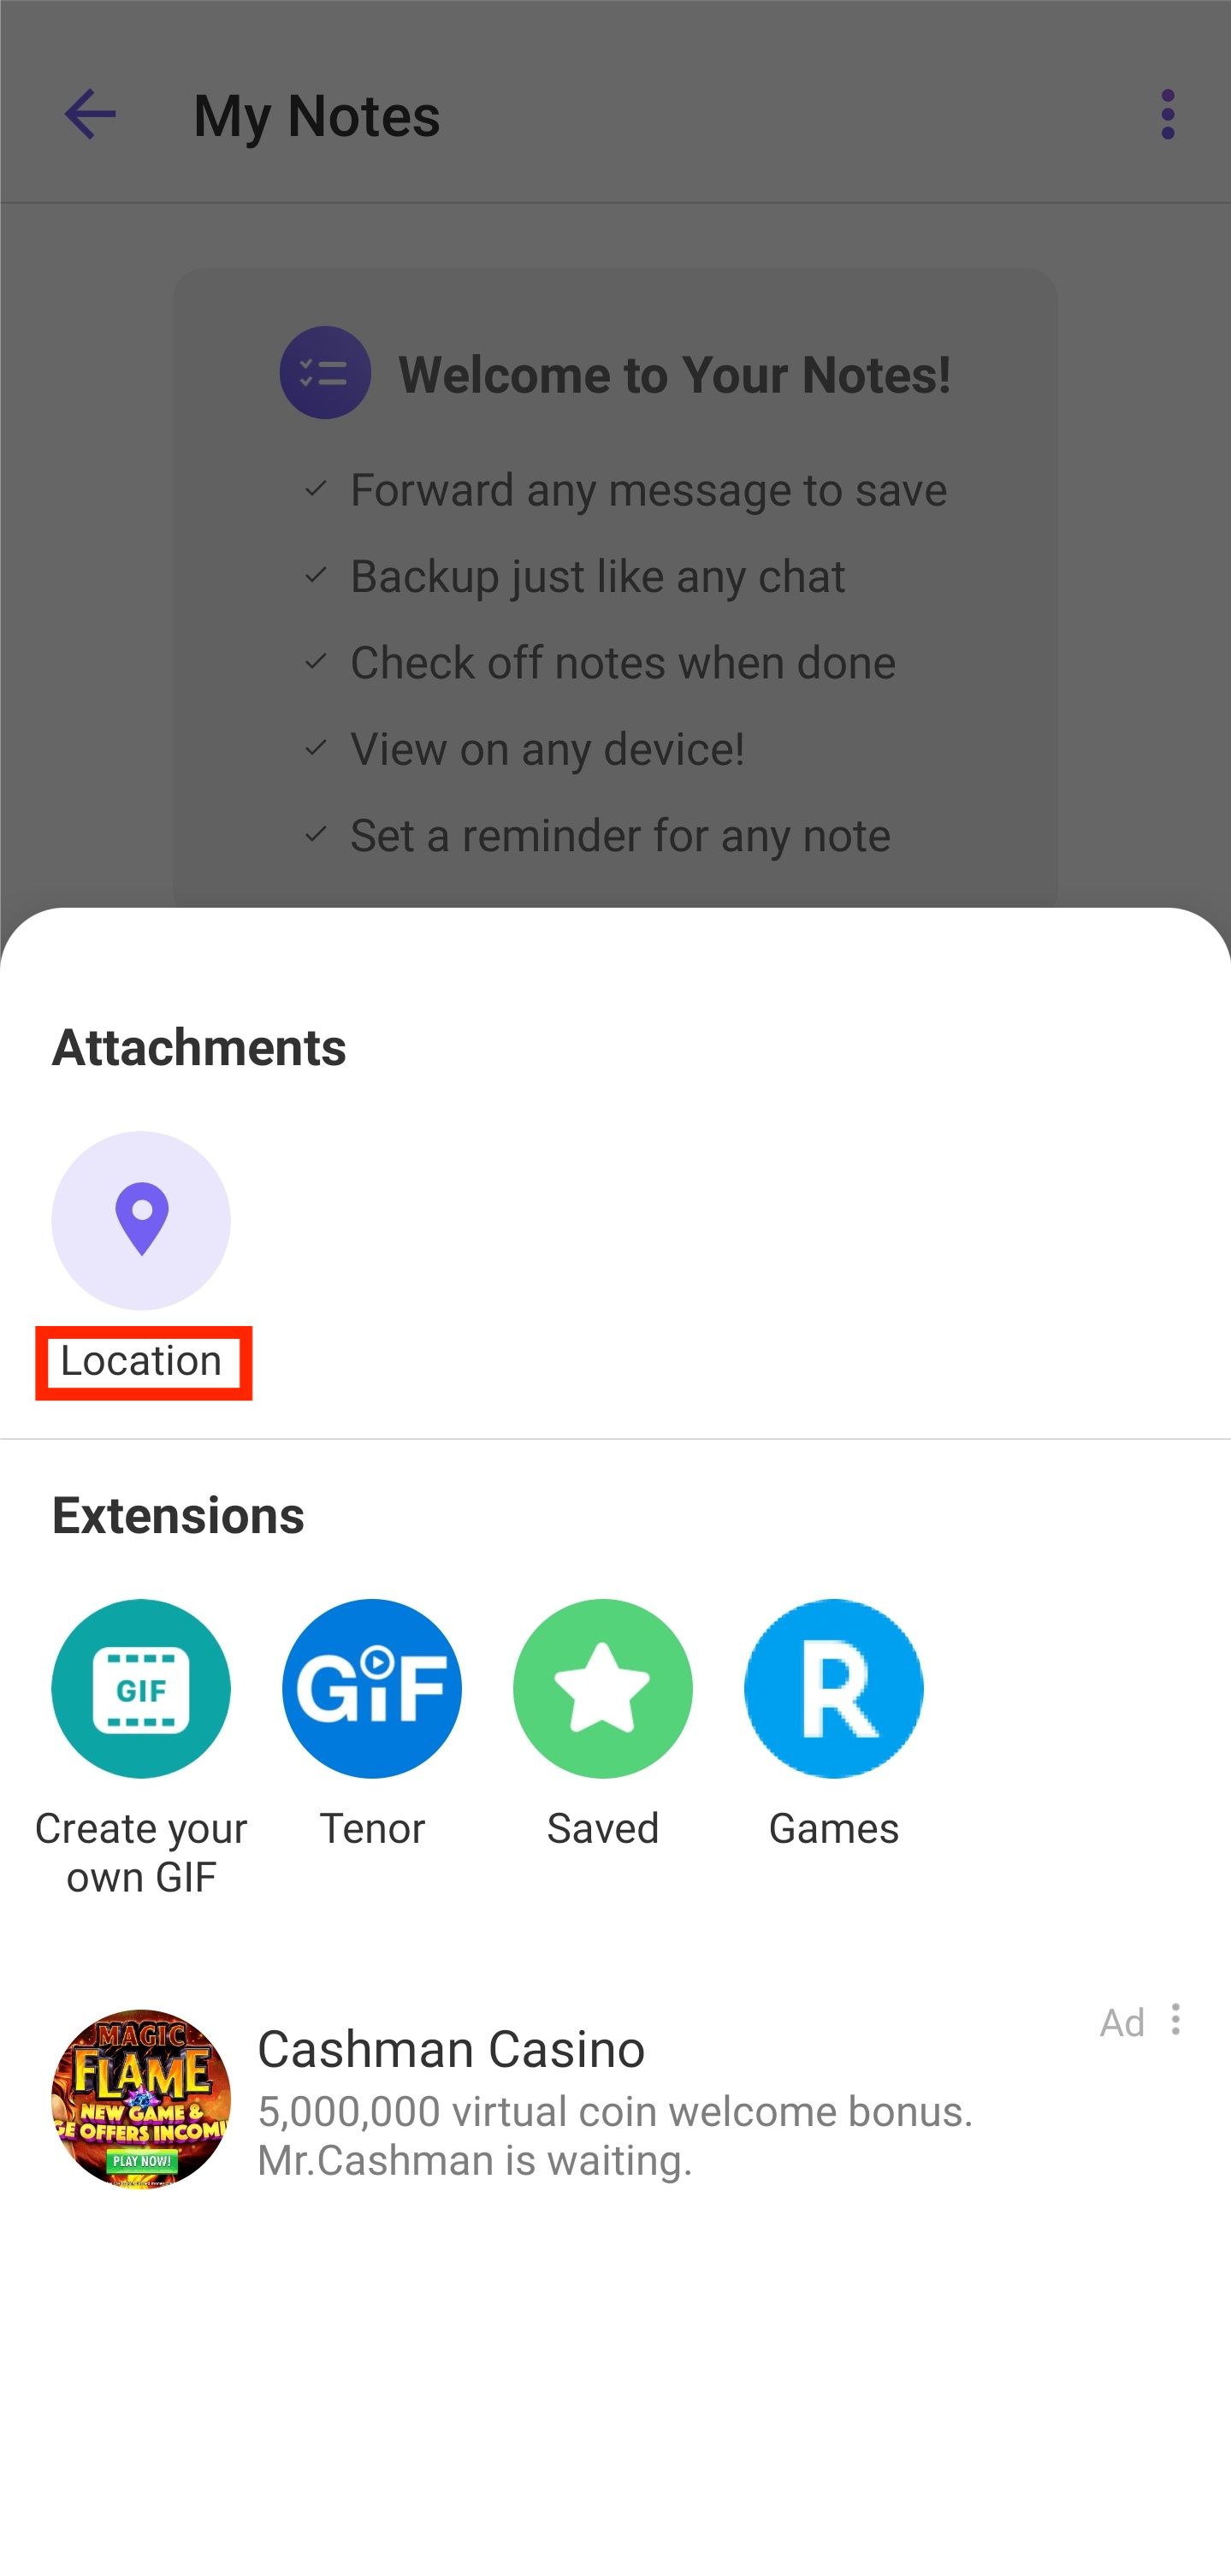 My Notes
Welcome to Your Notes!
Forward any message to save
Backup just like any chat
Check off notes when done
View on any device!
Set a reminder for any note
Attachments
Location
Extensions
GIF
GiF
R
Create your
own GIF
Tenor
Saved
Games
MAGIC
FLAME
NEW GAME &
GE OFFERS INCOMI
PLAY NOW!
Cashman Casino
5,000,000 virtual coin welcome bonus.
Mr.Cashman is waiting.
Ad